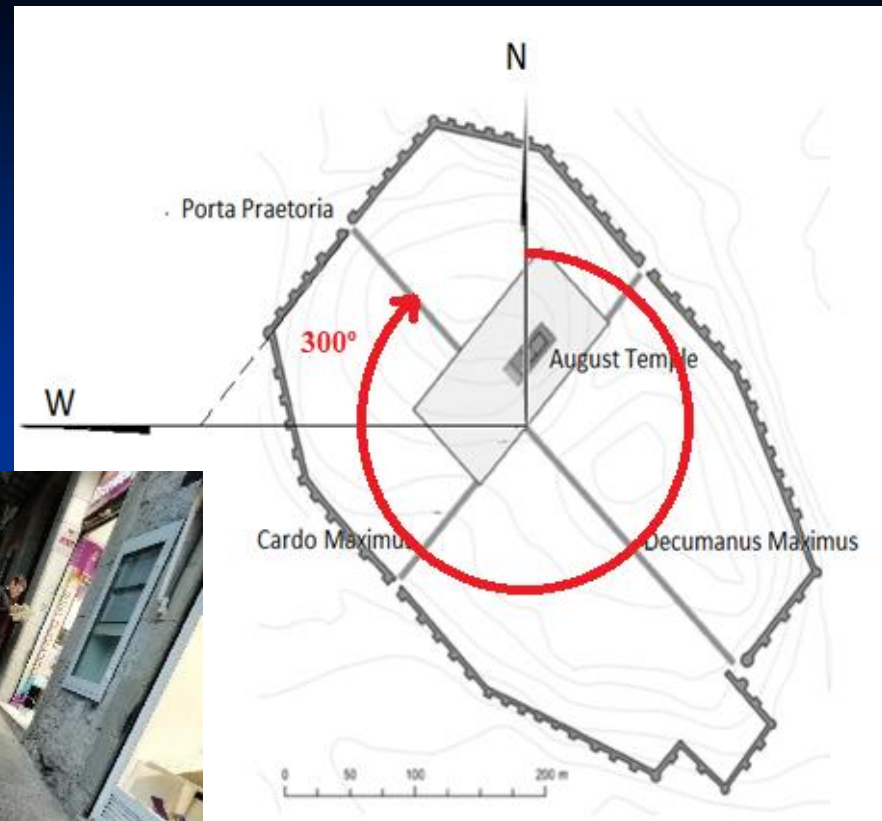 N
. Porta Praetoria
300º
August Temple
W
Cardo Maximus
Decumanus Maximus
0 50 100 200 m